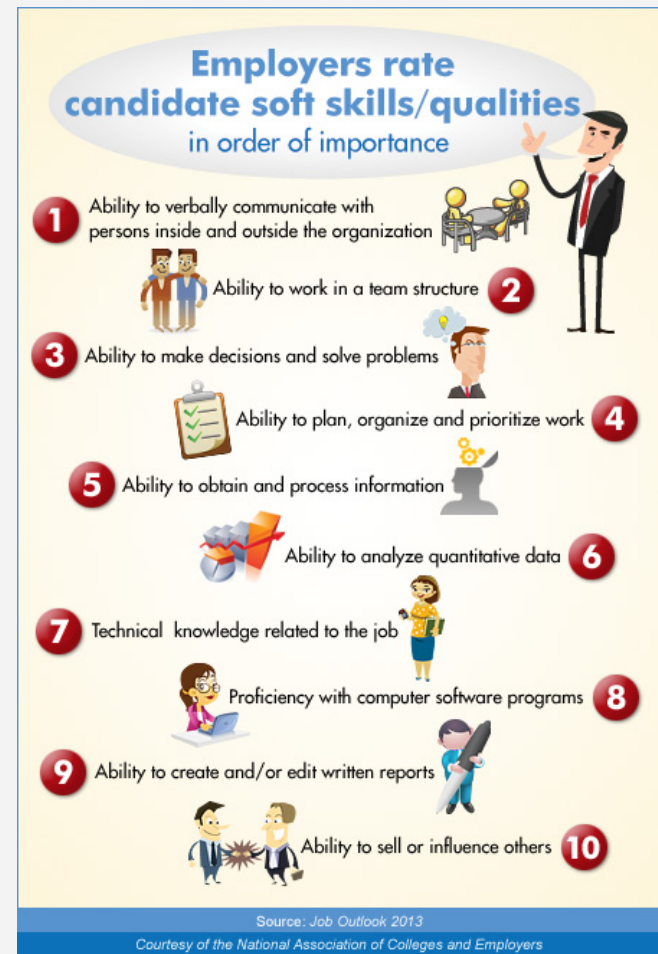 Employers rate
candidate soft skills/qualities
in order of importance
1
Ability to verbally communicate with
persons inside and outside the organization
Ability to work in a team structure 2
3 Ability to make decisions and solve problems
Ability to plan, organize and prioritize work 4
5 Ability to obtain and process information
Ability to analyze quantitative data 6
7 Technical knowledge related to the job
Proficiency with computer software programs 8
9 Ability to create and/or edit written reports
Ability to sell or influence others 10
Source: Job Outlook 2013
Courtesy of the National Association of Colleges and Employers